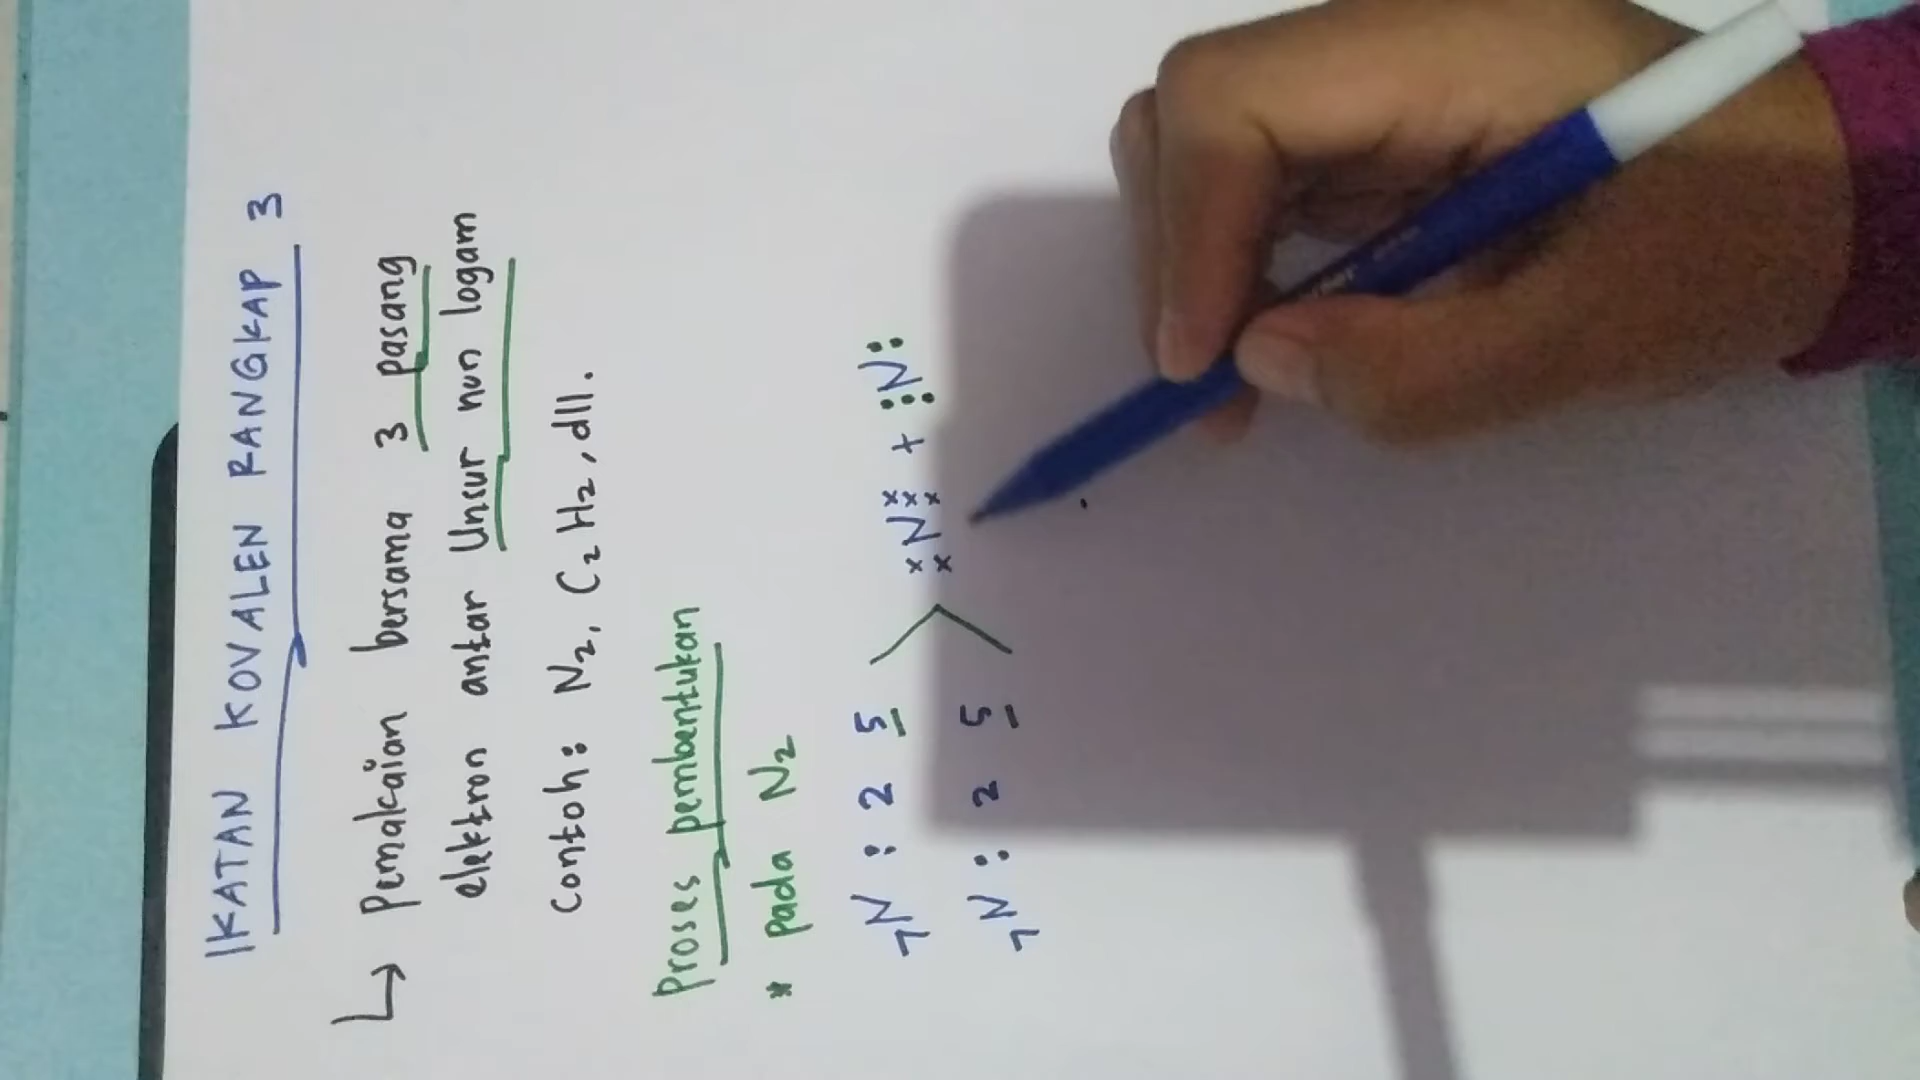 IKATAN KOVALEN RANGKAP 3
↳ Pemakaian bersama 3 pasang
elektron antar Unsur nun logam
Contoh: N₂, C₂H₂, dll.
Proses pembentukan
* pada N₂
₇N : 2 5
₇N : 2 5
N + N